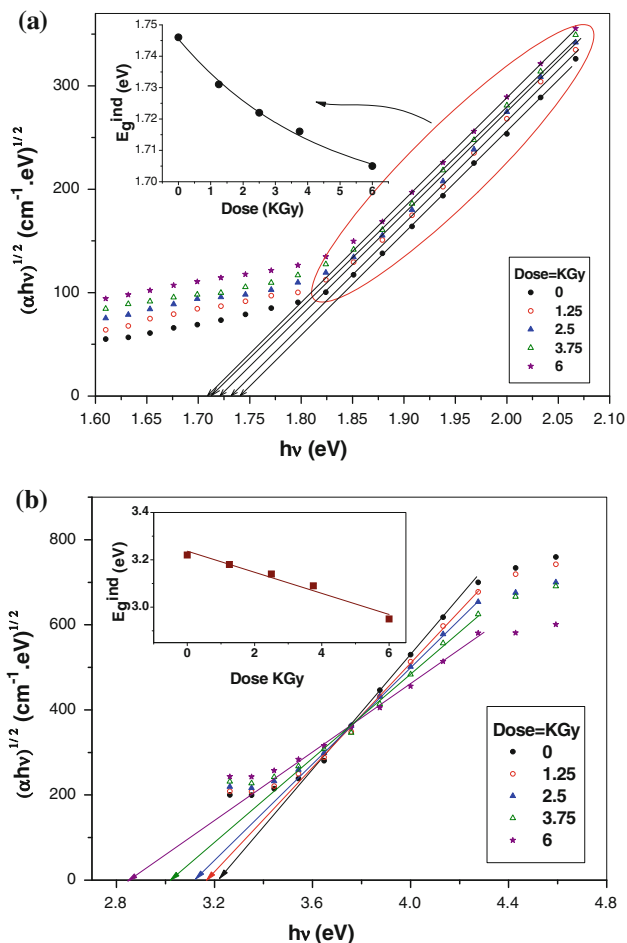 (a)
350
300
250
200
150
100
50
0
(αhν)^1/2 (cm^-1.eV)^1/2
1.60 1.65 1.70 1.75 1.80 1.85 1.90 1.95 2.00 2.05 2.10
hν (eV)
1.75
1.74
1.73
1.72
1.71
1.70
E_g^ind (eV)
0 1 2 3 4 5 6
Dose (KGy)
Dose=KGy
0
1.25
2.5
3.75
6
(b)
800
600
400
200
0
(αhν)^1/2 (cm^-1.eV)^1/2
2.8 3.2 3.6 4.0 4.4 4.8
hν (eV)
3.4
3.2
3.0
E_g^ind (eV)
0 2 4 6
Dose KGy
Dose=KGy
0
1.25
2.5
3.75
6